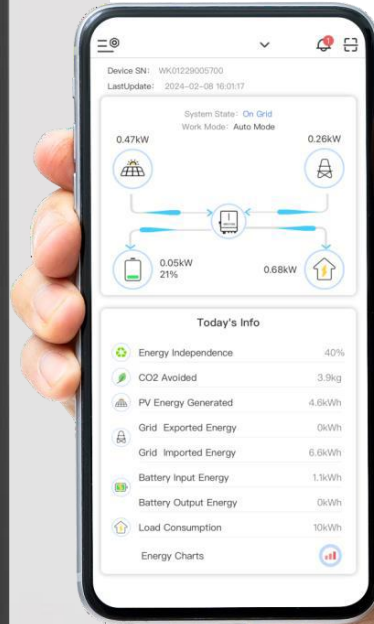 Device SN: WK01229005700
LastUpdate: 2024-02-08 16:01:17
System State: On Grid
Work Mode: Auto Mode
0.47kW
0.26kW
0.05kW
21%
0.68kW
Today's Info
Energy Independence 40%
CO2 Avoided 3.9kg
PV Energy Generated 4.6kWh
Grid Exported Energy 0kWh
Grid Imported Energy 6.6kWh
Battery Input Energy 1.1kWh
Battery Output Energy 0kWh
Load Consumption 10kWh
Energy Charts